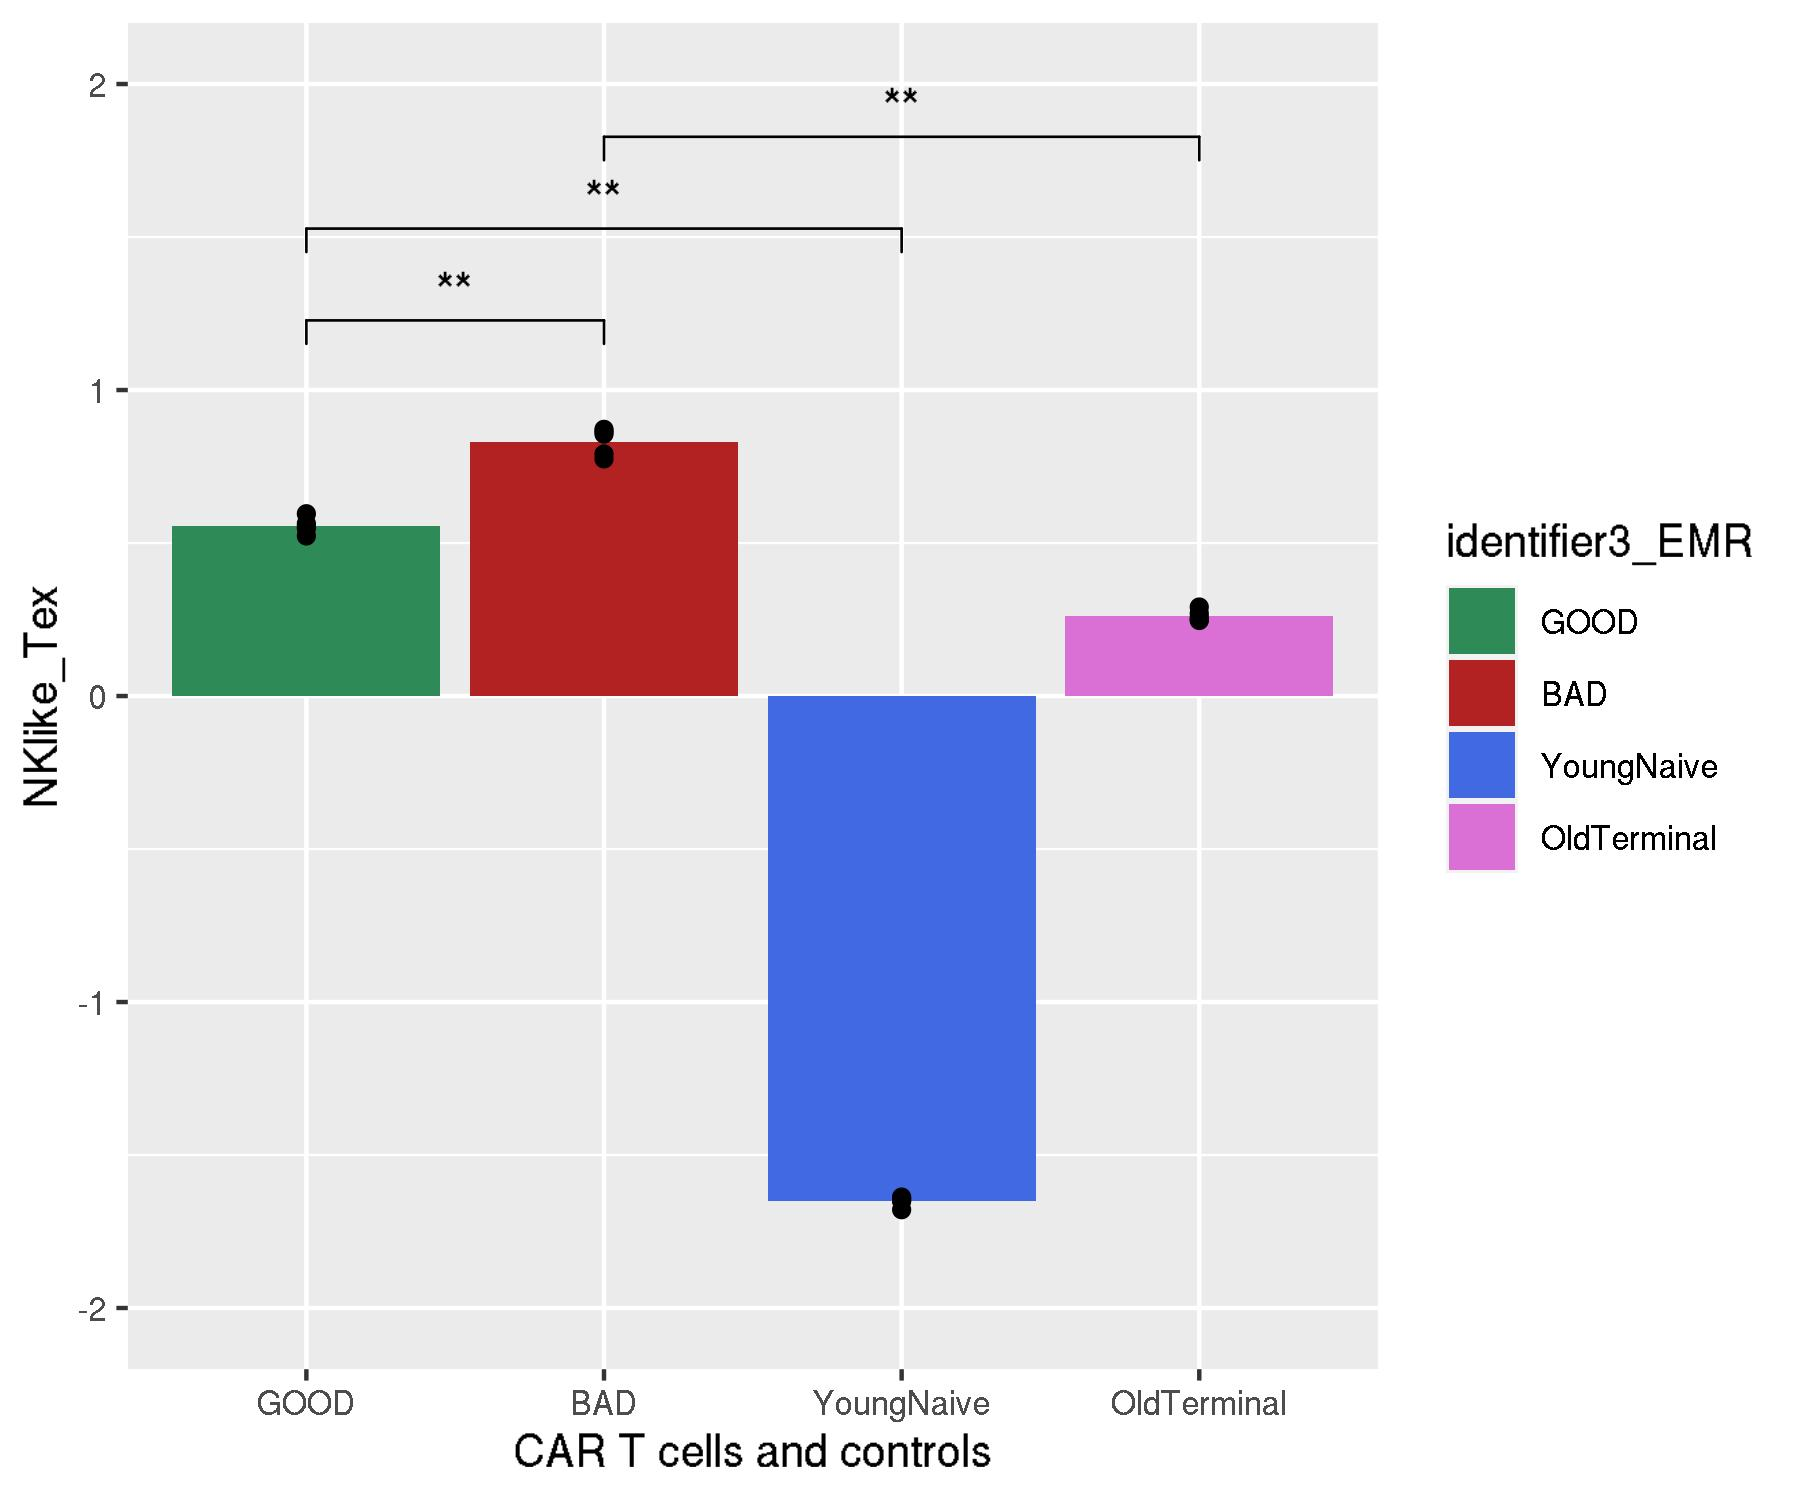 2
**
**
**
1
0
-1
-2
NKlike_Tex
GOOD
BAD
YoungNaive
OldTerminal
CAR T cells and controls
identifier3_EMR
GOOD
BAD
YoungNaive
OldTerminal